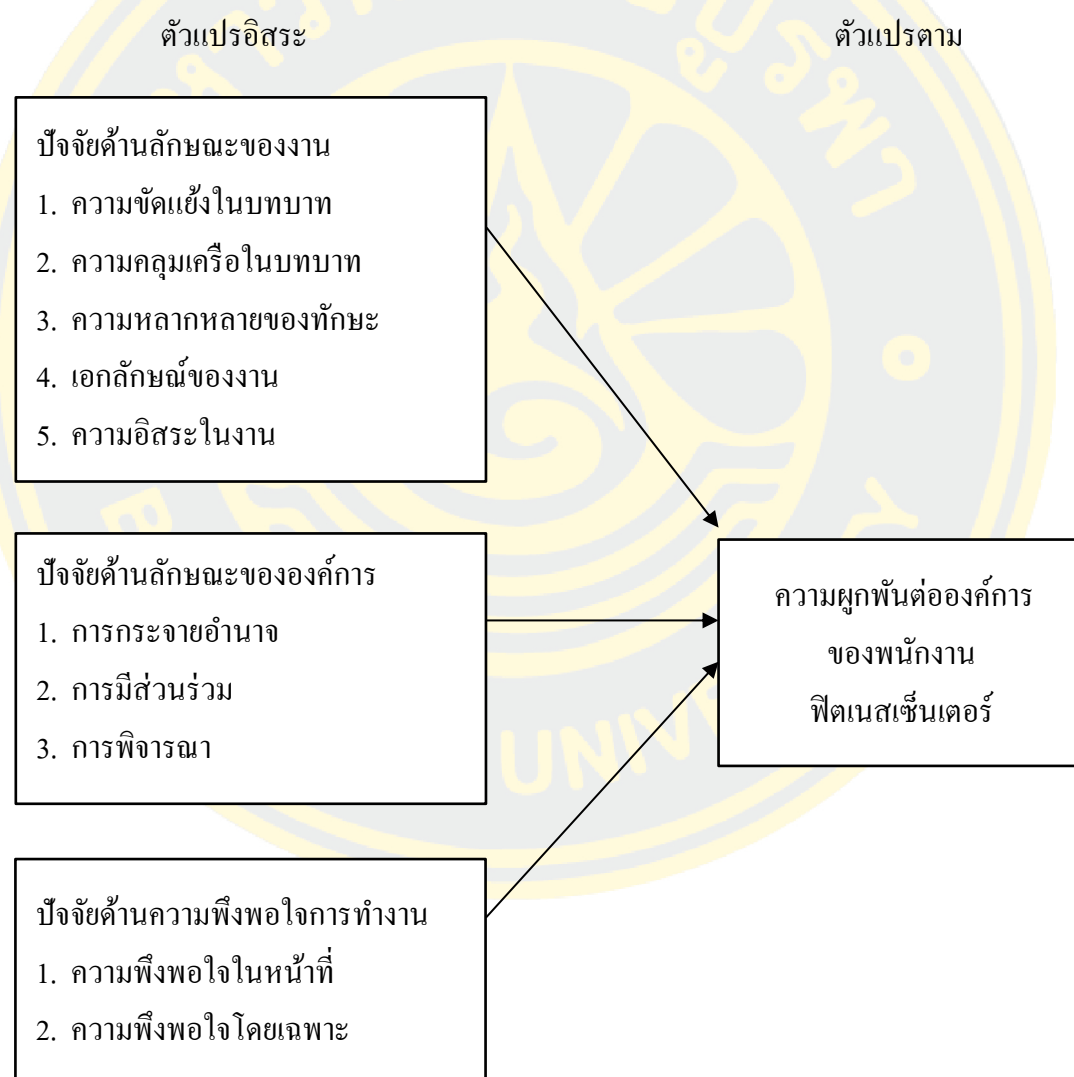 ตัวแปรอิสระ
ตัวแปรตาม
ปัจจัยด้านลักษณะของงาน
1. ความขัดแย้งในบทบาท
2. ความคลุมเครือในบทบาท
3. ความหลากหลายของทักษะ
4. เอกลักษณ์ของงาน
5. ความอิสระในงาน
ปัจจัยด้านลักษณะขององค์การ
1. การกระจายอำนาจ
2. การมีส่วนร่วม
3. การพิจารณา
ความผูกพันต่อองค์การ
ของพนักงาน
ฟิตเนสเซ็นเตอร์
ปัจจัยด้านความพึงพอใจการทำงาน
1. ความพึงพอใจในหน้าที่
2. ความพึงพอใจโดยเฉพาะ
บูรพา
UNIVE